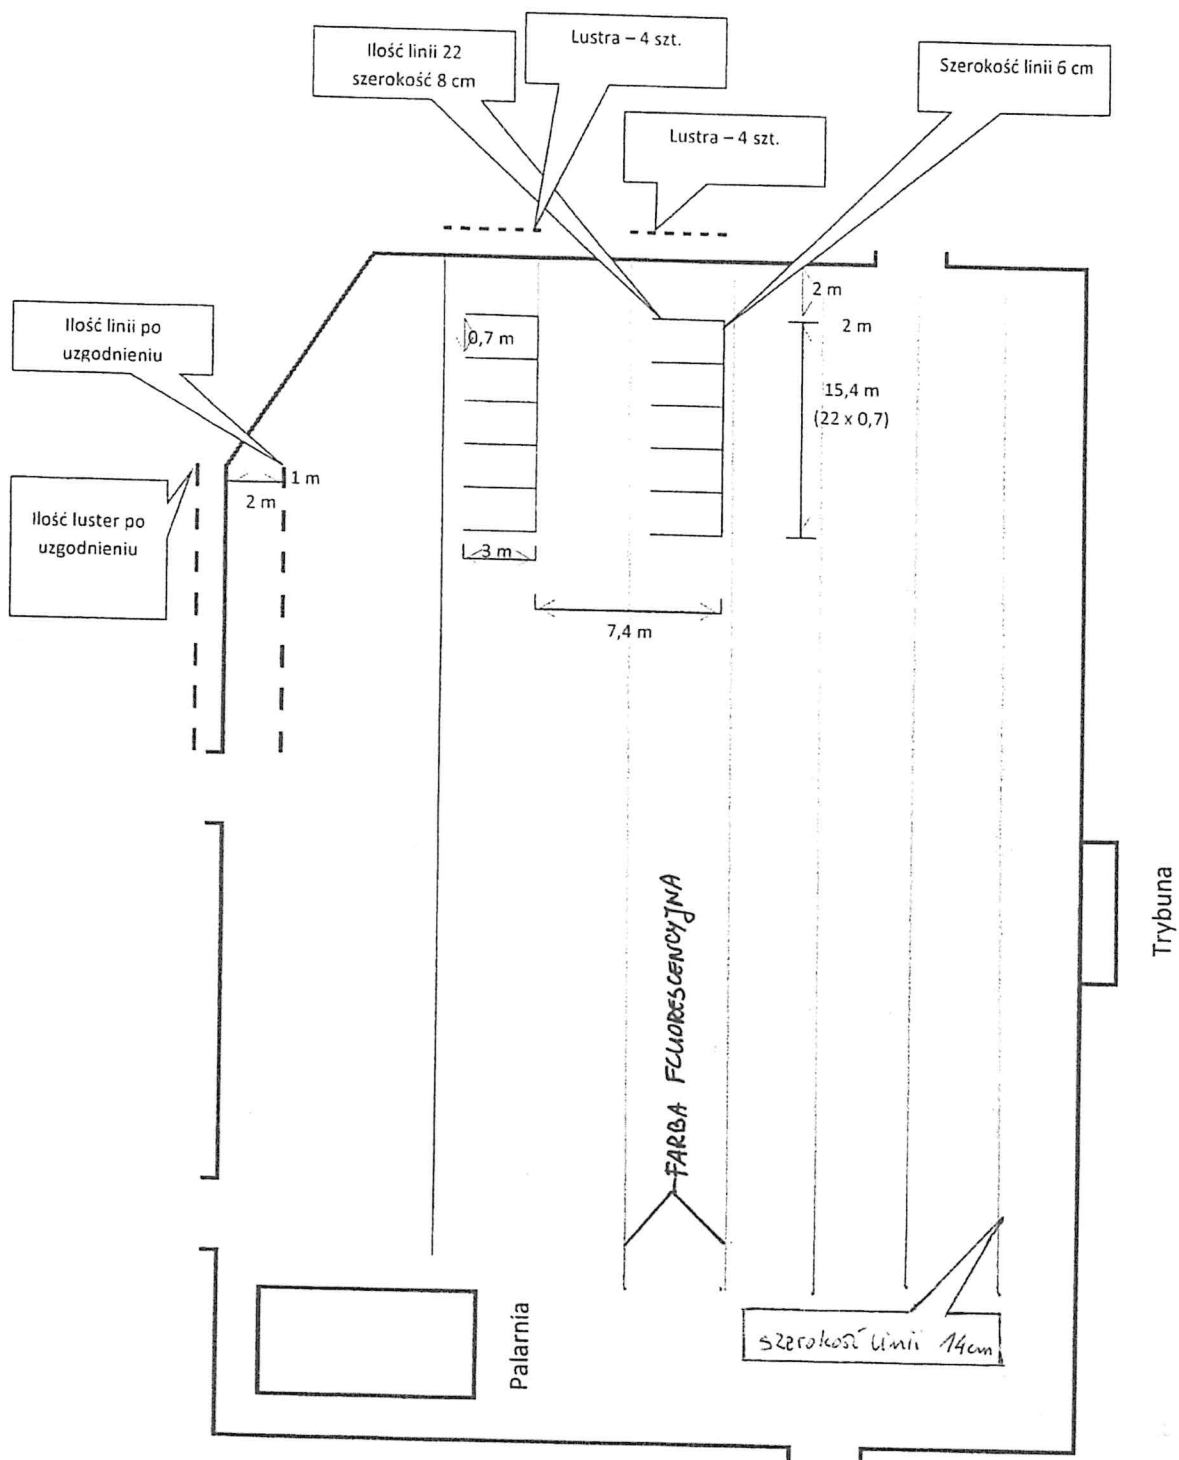 Ilość linii 22
szerokość 8 cm
Lustra – 4 szt.
Szerokość linii 6 cm
Lustra – 4 szt.
Ilość linii po
uzgodnieniu
2 m
2 m
0,7 m
15,4 m
(22 x 0,7)
1 m
2 m
Ilość luster po
uzgodnieniu
3 m
7,4 m
FARBA FLUORESCENCYJNA
Trybuna
Palarnia
szerokość linii 14cm